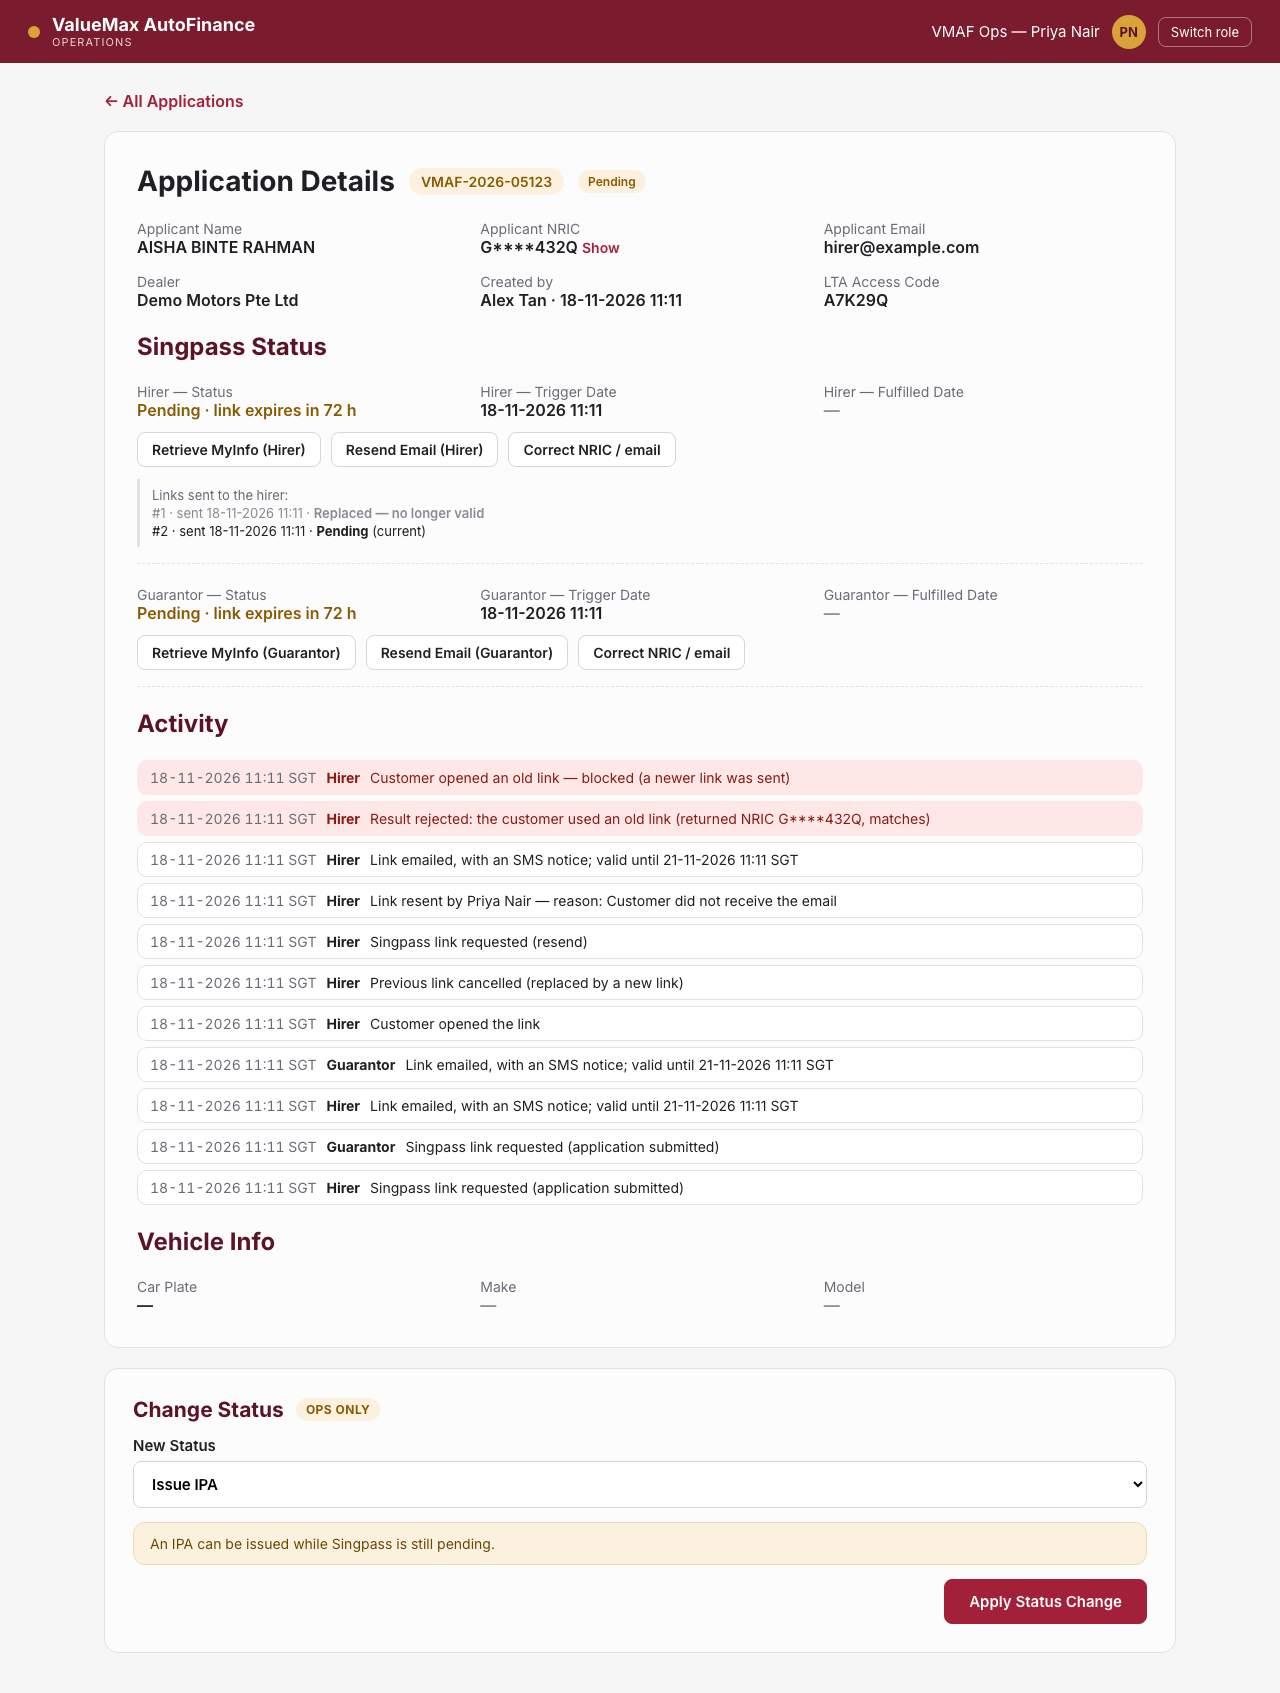 ValueMax AutoFinance
OPERATIONS
VMAF Ops — Priya Nair
PN
Switch role
← All Applications
Application Details
VMAF-2026-05123
Pending
Applicant Name
Applicant NRIC
Applicant Email
AISHA BINTE RAHMAN
G****432Q Show
hirer@example.com
Dealer
Created by
LTA Access Code
Demo Motors Pte Ltd
Alex Tan · 18-11-2026 11:11
A7K29Q
Singpass Status
Hirer — Status
Hirer — Trigger Date
Hirer — Fulfilled Date
Pending · link expires in 72 h
18-11-2026 11:11
—
Retrieve MyInfo (Hirer)
Resend Email (Hirer)
Correct NRIC / email
Links sent to the hirer:
#1 · sent 18-11-2026 11:11 · Replaced — no longer valid
#2 · sent 18-11-2026 11:11 · Pending (current)
Guarantor — Status
Guarantor — Trigger Date
Guarantor — Fulfilled Date
Pending · link expires in 72 h
18-11-2026 11:11
—
Retrieve MyInfo (Guarantor)
Resend Email (Guarantor)
Correct NRIC / email
Activity
18-11-2026 11:11 SGT Hirer Customer opened an old link — blocked (a newer link was sent)
18-11-2026 11:11 SGT Hirer Result rejected: the customer used an old link (returned NRIC G****432Q, matches)
18-11-2026 11:11 SGT Hirer Link emailed, with an SMS notice; valid until 21-11-2026 11:11 SGT
18-11-2026 11:11 SGT Hirer Link resent by Priya Nair — reason: Customer did not receive the email
18-11-2026 11:11 SGT Hirer Singpass link requested (resend)
18-11-2026 11:11 SGT Hirer Previous link cancelled (replaced by a new link)
18-11-2026 11:11 SGT Hirer Customer opened the link
18-11-2026 11:11 SGT Guarantor Link emailed, with an SMS notice; valid until 21-11-2026 11:11 SGT
18-11-2026 11:11 SGT Hirer Link emailed, with an SMS notice; valid until 21-11-2026 11:11 SGT
18-11-2026 11:11 SGT Guarantor Singpass link requested (application submitted)
18-11-2026 11:11 SGT Hirer Singpass link requested (application submitted)
Vehicle Info
Car Plate
Make
Model
—
—
—
Change Status
OPS ONLY
New Status
Issue IPA
An IPA can be issued while Singpass is still pending.
Apply Status Change